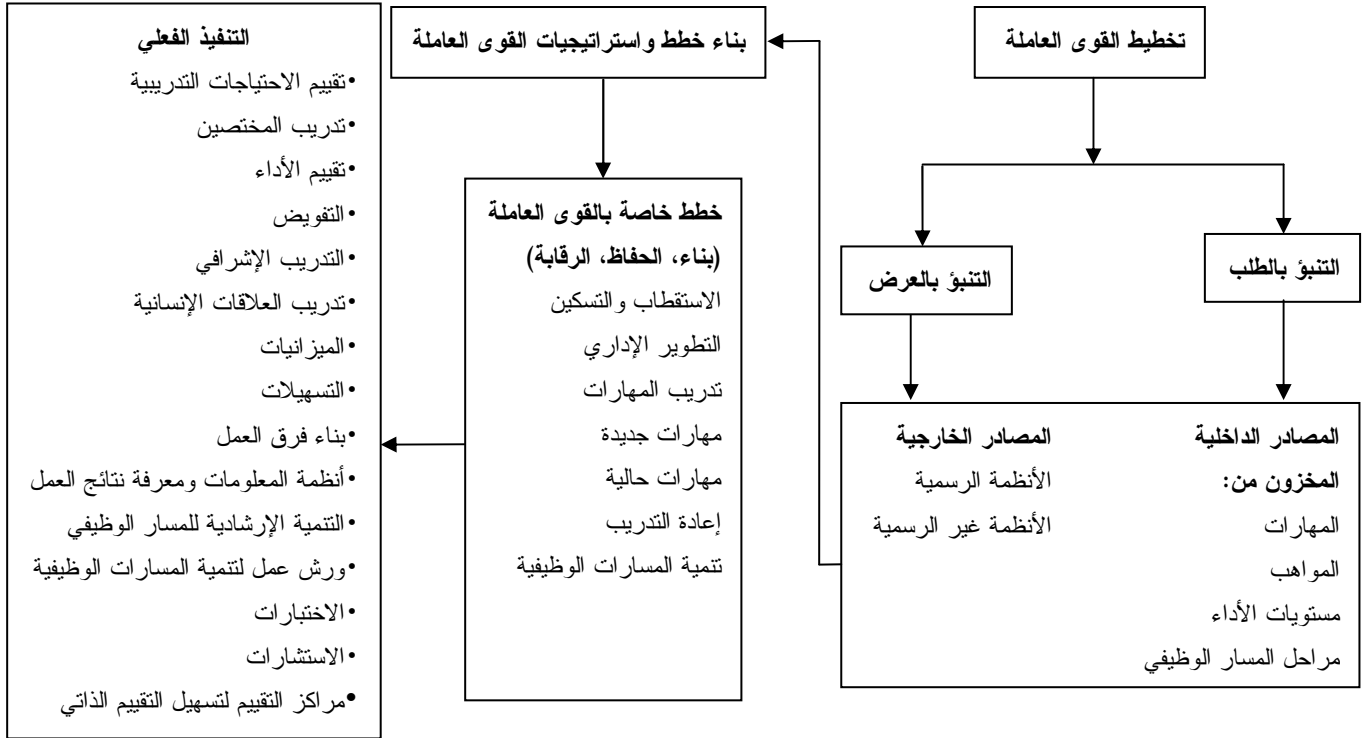 تخطيط القوى العاملة
التنبؤ بالطلب
التنبؤ بالعرض
المصادر الداخلية
المخزون من:
المهارات
المواهب
مستويات الأداء
مراحل المسار الوظيفي
المصادر الخارجية
الأنظمة الرسمية
الأنظمة غير الرسمية
بناء خطط واستراتيجيات القوى العاملة
خطط خاصة بالقوى العاملة
(بناء، الحفاظ، الرقابة)
الاستقطاب والتسكين
التطوير الإداري
تدريب المهارات
مهارات جديدة
مهارات حالية
إعادة التدريب
تنمية المسارات الوظيفية
التنفيذ الفعلي
•تقييم الاحتياجات التدريبية
•تدريب المختصين
•تقييم الأداء
•التفويض
•التدريب الإشرافي
•تدريب العلاقات الإنسانية
•الميزانيات
•التسهيلات
•بناء فرق العمل
•أنظمة المعلومات ومعرفة نتائج العمل
•التنمية الإرشادية للمسار الوظيفي
•ورش عمل لتنمية المسارات الوظيفية
•الاختبارات
•الاستشارات
•مراكز التقييم لتسهيل التقييم الذاتي